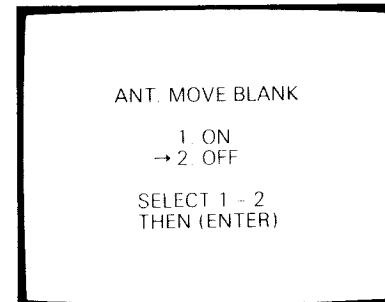 ANT. MOVE BLANK
1. ON
→ 2. OFF
SELECT 1 - 2
THEN (ENTER)